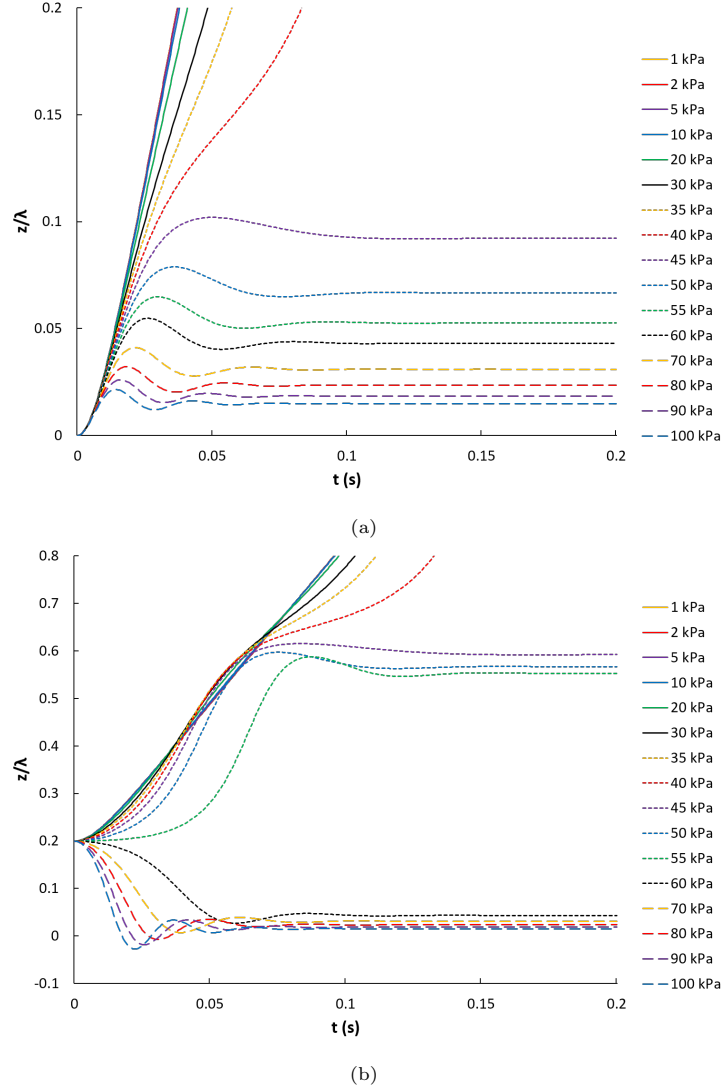 0.2
0.15
0.1
0.05
0
z/λ
0
0.05
0.1
0.15
0.2
t (s)
1 kPa
2 kPa
5 kPa
10 kPa
20 kPa
30 kPa
35 kPa
40 kPa
45 kPa
50 kPa
55 kPa
60 kPa
70 kPa
80 kPa
90 kPa
100 kPa
(a)
0.8
0.7
0.6
0.5
0.4
0.3
0.2
0.1
0
-0.1
z/λ
0
0.05
0.1
0.15
0.2
t (s)
1 kPa
2 kPa
5 kPa
10 kPa
20 kPa
30 kPa
35 kPa
40 kPa
45 kPa
50 kPa
55 kPa
60 kPa
70 kPa
80 kPa
90 kPa
100 kPa
(b)